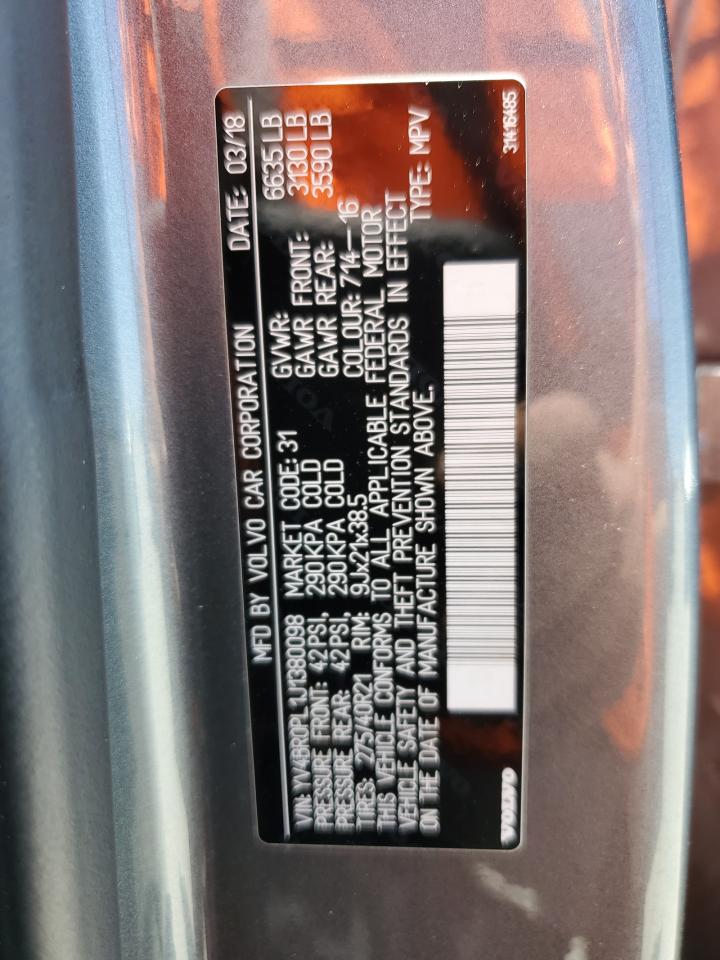 MFD BY VOLVO CAR CORPORATION DATE: 03/18
VIN: YV4BR0PL1J1380098 MARKET CODE: 31 GVWR: 6635 LB
PRESSURE FRONT: 42 PSI, 290 KPA COLD GAWR FRONT: 3130 LB
PRESSURE REAR: 42 PSI, 290 KPA COLD GAWR REAR: 3590 LB
TIRES: 275/40R21 RIM: 9Jx21x38.5 COLOUR: 714—16
THIS VEHICLE CONFORMS TO ALL APPLICABLE FEDERAL MOTOR
VEHICLE SAFETY AND THEFT PREVENTION STANDARDS IN EFFECT
ON THE DATE OF MANUFACTURE SHOWN ABOVE. TYPE: MPV
VOLVO 31416485